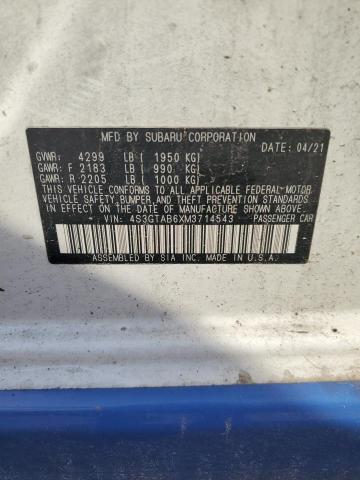 MFD BY SUBARU CORPORATION
DATE: 04/21
GVWR: 4299 LB ( 1950 KG)
GAWR: F 2183 LB ( 990 KG)
GAWR: R 2205 LB ( 1000 KG)
THIS VEHICLE CONFORMS TO ALL APPLICABLE FEDERAL MOTOR
VEHICLE SAFETY, BUMPER, AND THEFT PREVENTION STANDARDS
IN EFFECT ON THE DATE OF MANUFACTURE SHOWN ABOVE.
VIN: 4S3GTAB6XM3714543 PASSENGER CAR
ASSEMBLED BY SIA INC. MADE IN U.S.A.